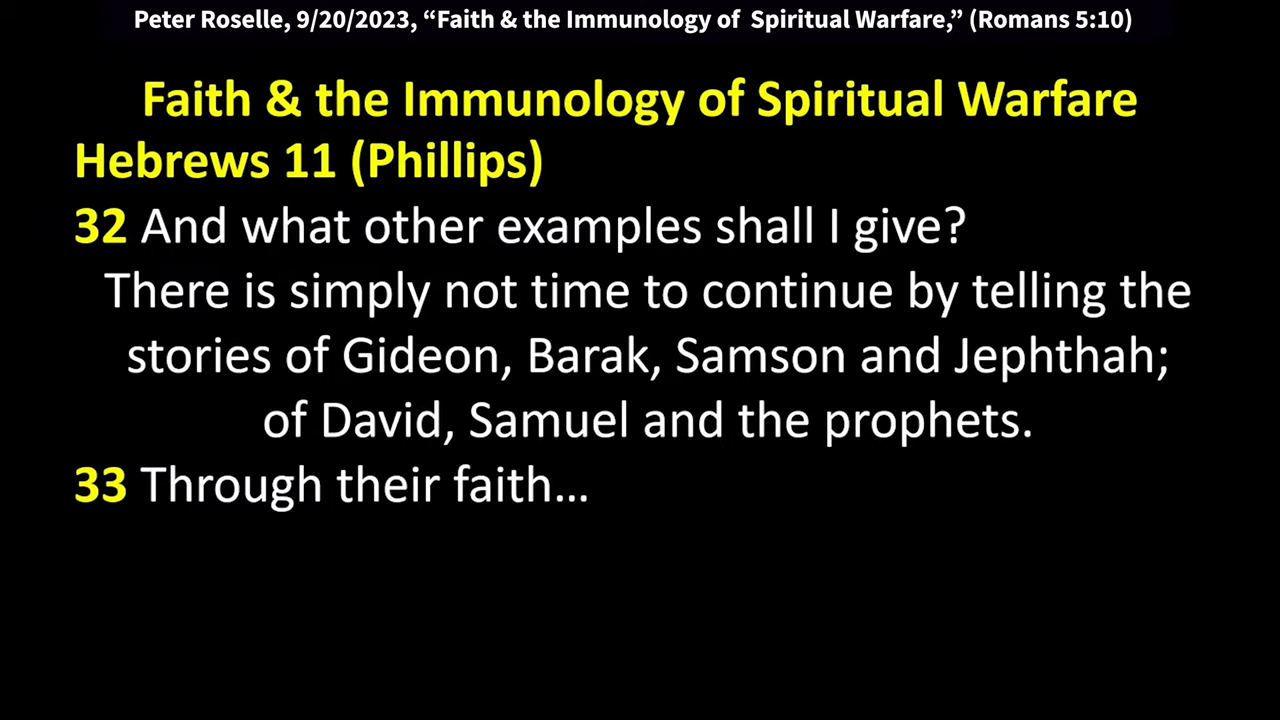 Peter Roselle, 9/20/2023, “Faith & the Immunology of Spiritual Warfare,” (Romans 5:10)
Faith & the Immunology of Spiritual Warfare
Hebrews 11 (Phillips)
32 And what other examples shall I give?
There is simply not time to continue by telling the
stories of Gideon, Barak, Samson and Jephthah;
of David, Samuel and the prophets.
33 Through their faith…